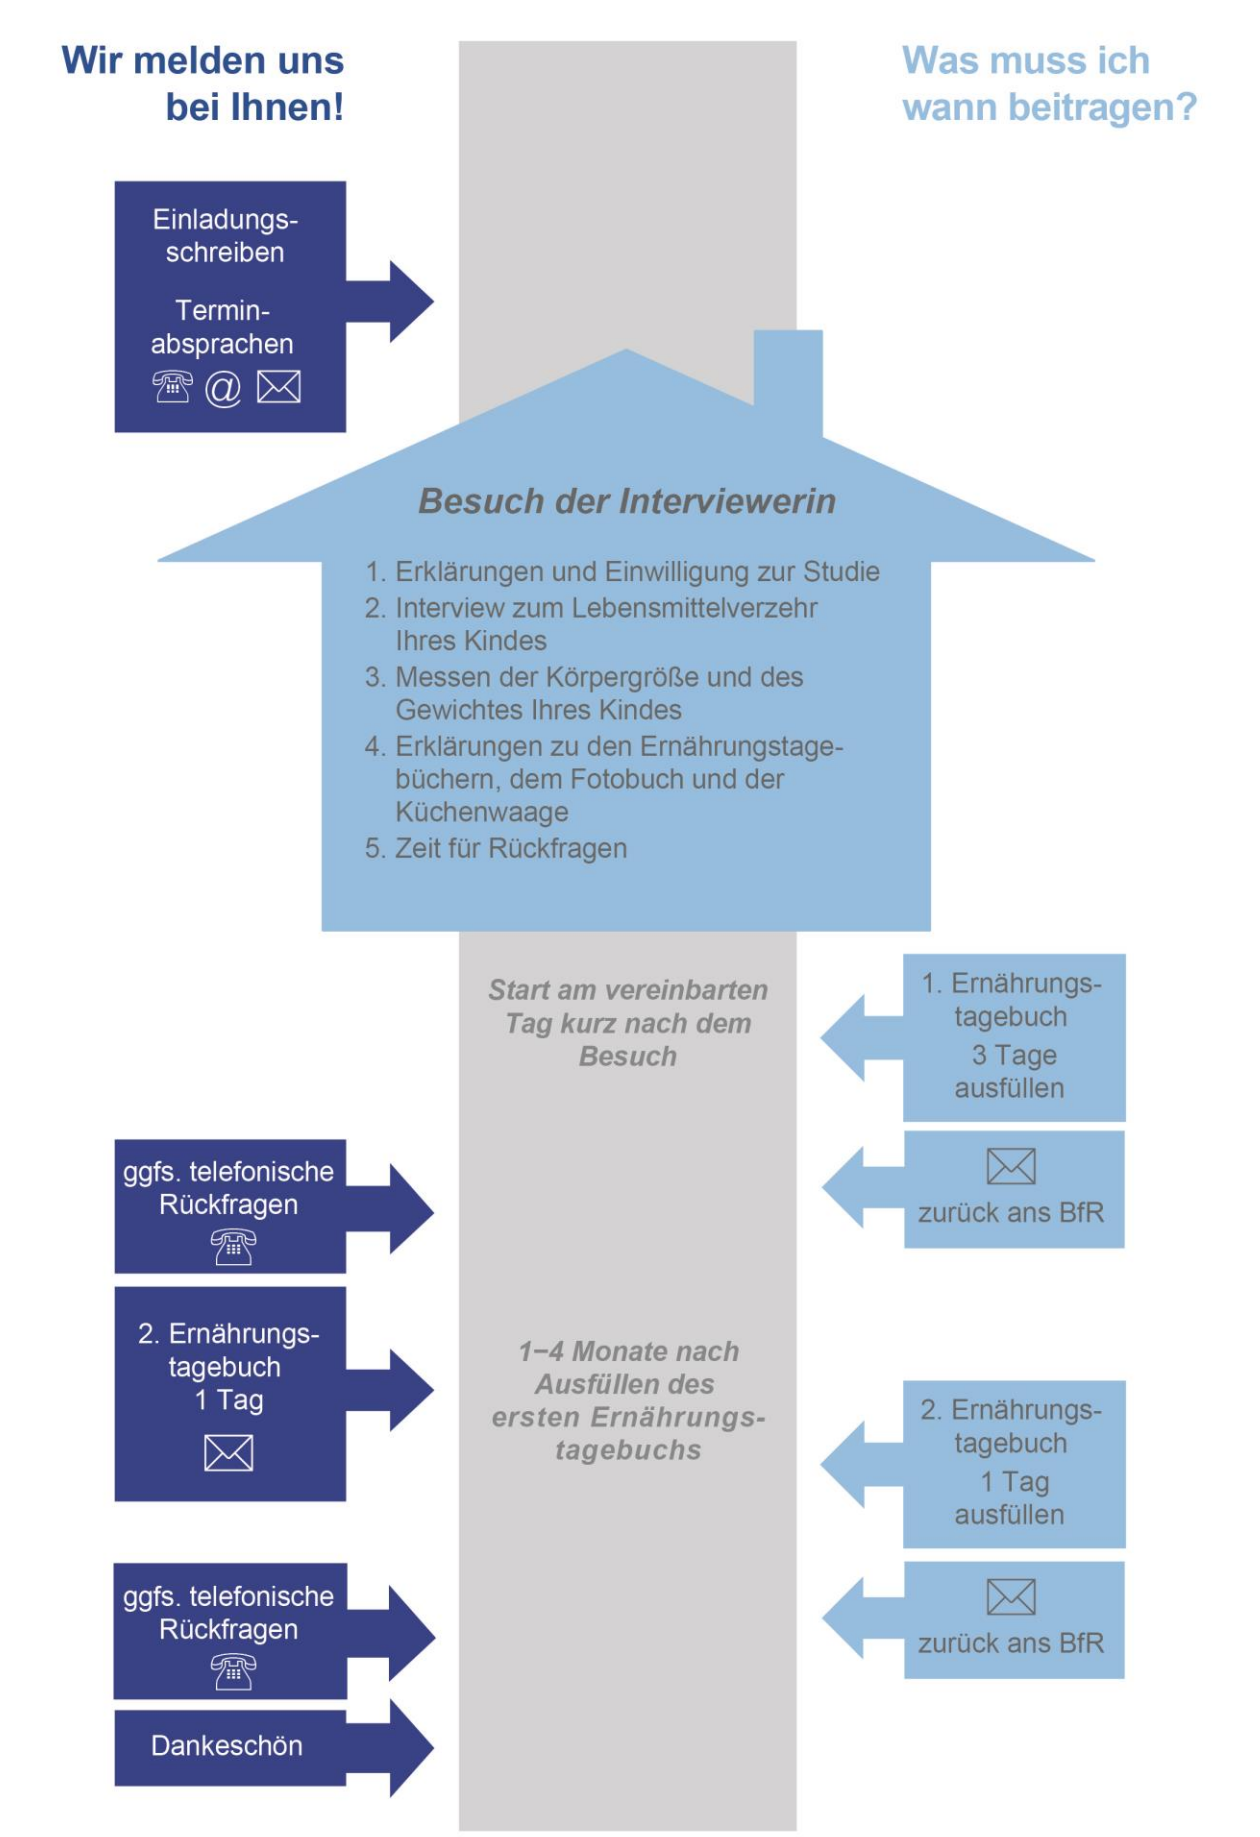 Wir melden uns
bei Ihnen!
Was muss ich
wann beitragen?
Einladungs-
schreiben
Termin-
absprachen
@
Besuch der Interviewerin
1. Erklärungen und Einwilligung zur Studie
2. Interview zum Lebensmittelverzehr
Ihres Kindes
3. Messen der Körpergröße und des
Gewichtes Ihres Kindes
4. Erklärungen zu den Ernährungstage-
büchern, dem Fotobuch und der
Küchenwaage
5. Zeit für Rückfragen
Start am vereinbarten
Tag kurz nach dem
Besuch
1. Ernährungs-
tagebuch
3 Tage
ausfüllen
zurück ans BfR
ggfs. telefonische
Rückfragen
2. Ernährungs-
tagebuch
1 Tag
1–4 Monate nach
Ausfüllen des
ersten Ernährungs-
tagebuchs
2. Ernährungs-
tagebuch
1 Tag
ausfüllen
zurück ans BfR
ggfs. telefonische
Rückfragen
Dankeschön